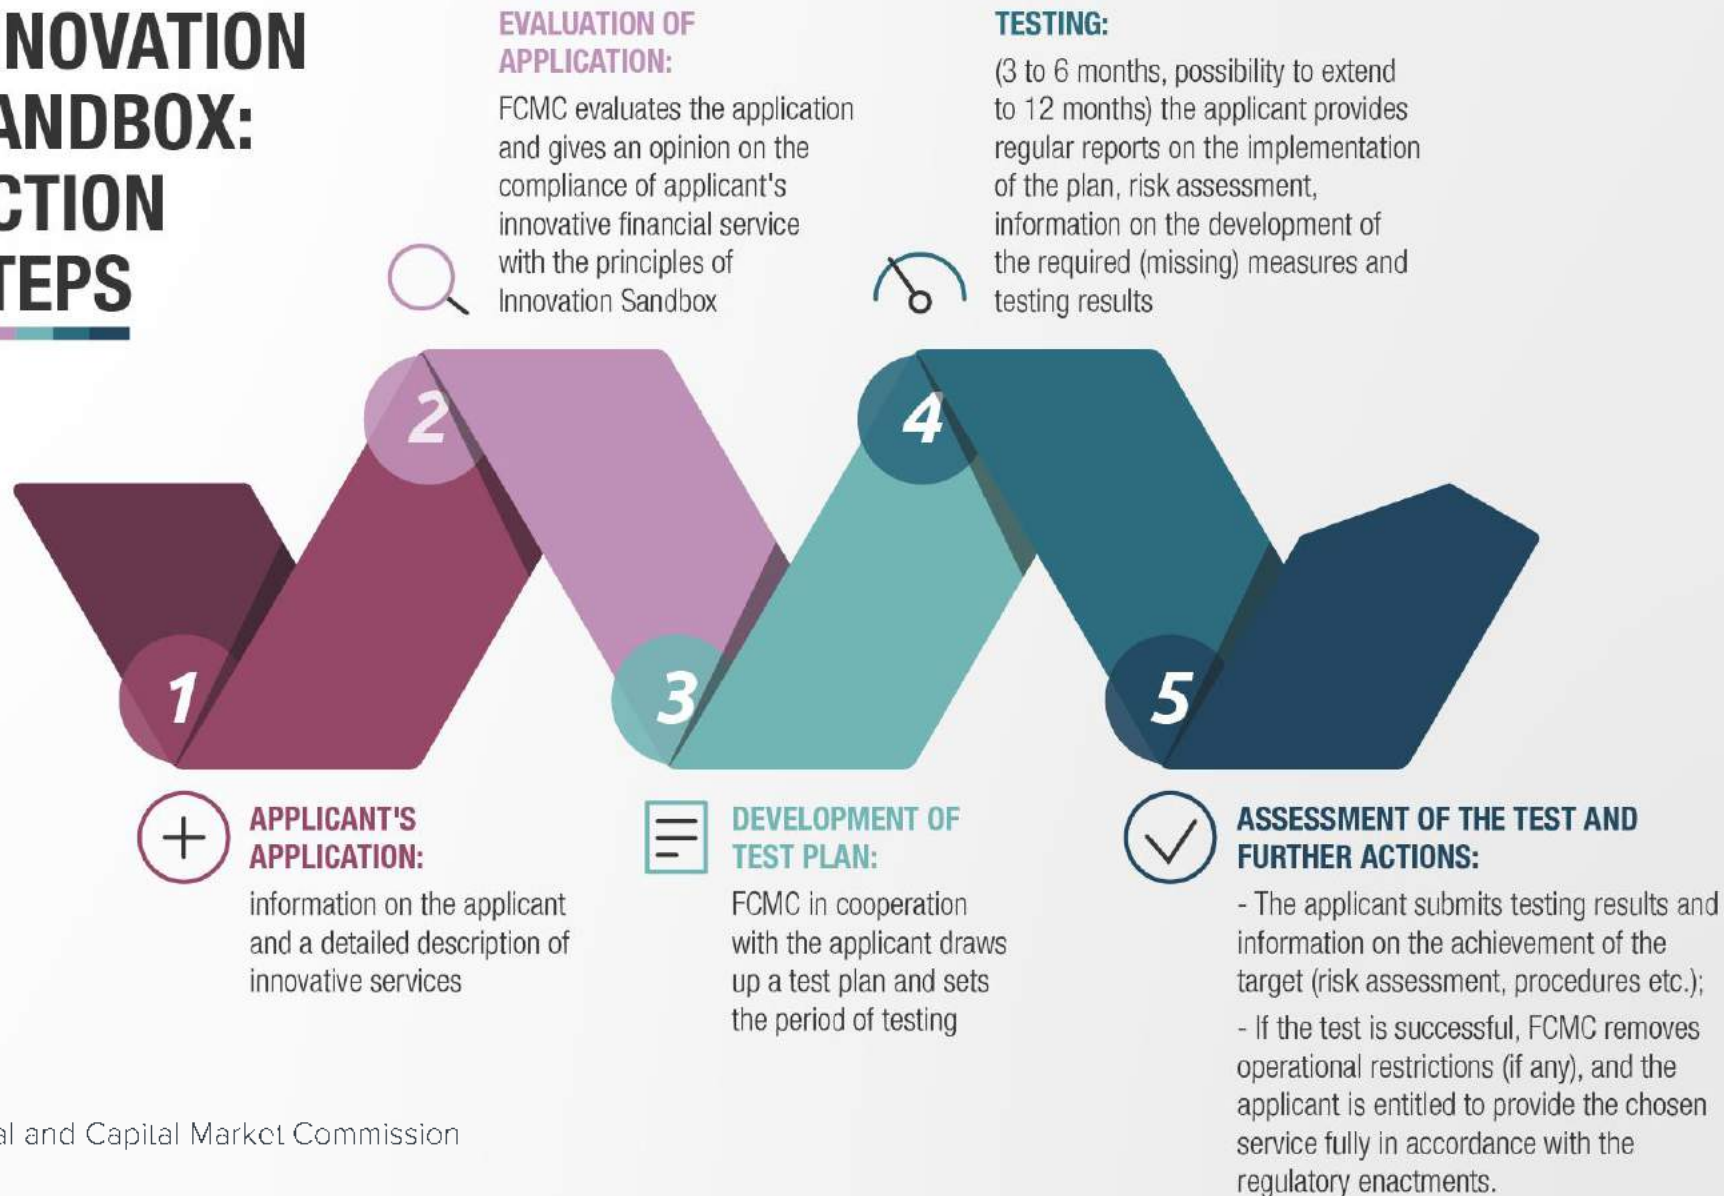 NOVATION
ANDBOX:
CTION
TEPS
EVALUATION OF
APPLICATION:
FCMC evaluates the application
and gives an opinion on the
compliance of applicant's
innovative financial service
with the principles of
Innovation Sandbox
TESTING:
(3 to 6 months, possibility to extend
to 12 months) the applicant provides
regular reports on the implementation
of the plan, risk assessment,
information on the development of
the required (missing) measures and
testing results
1
2
3
4
5
APPLICANT'S
APPLICATION:
information on the applicant
and a detailed description of
innovative services
DEVELOPMENT OF
TEST PLAN:
FCMC in cooperation
with the applicant draws
up a test plan and sets
the period of testing
ASSESSMENT OF THE TEST AND
FURTHER ACTIONS:
- The applicant submits testing results and
information on the achievement of the
target (risk assessment, procedures etc.);
- If the test is successful, FCMC removes
operational restrictions (if any), and the
applicant is entitled to provide the chosen
service fully in accordance with the
regulatory enactments.
al and Capital Market Commission